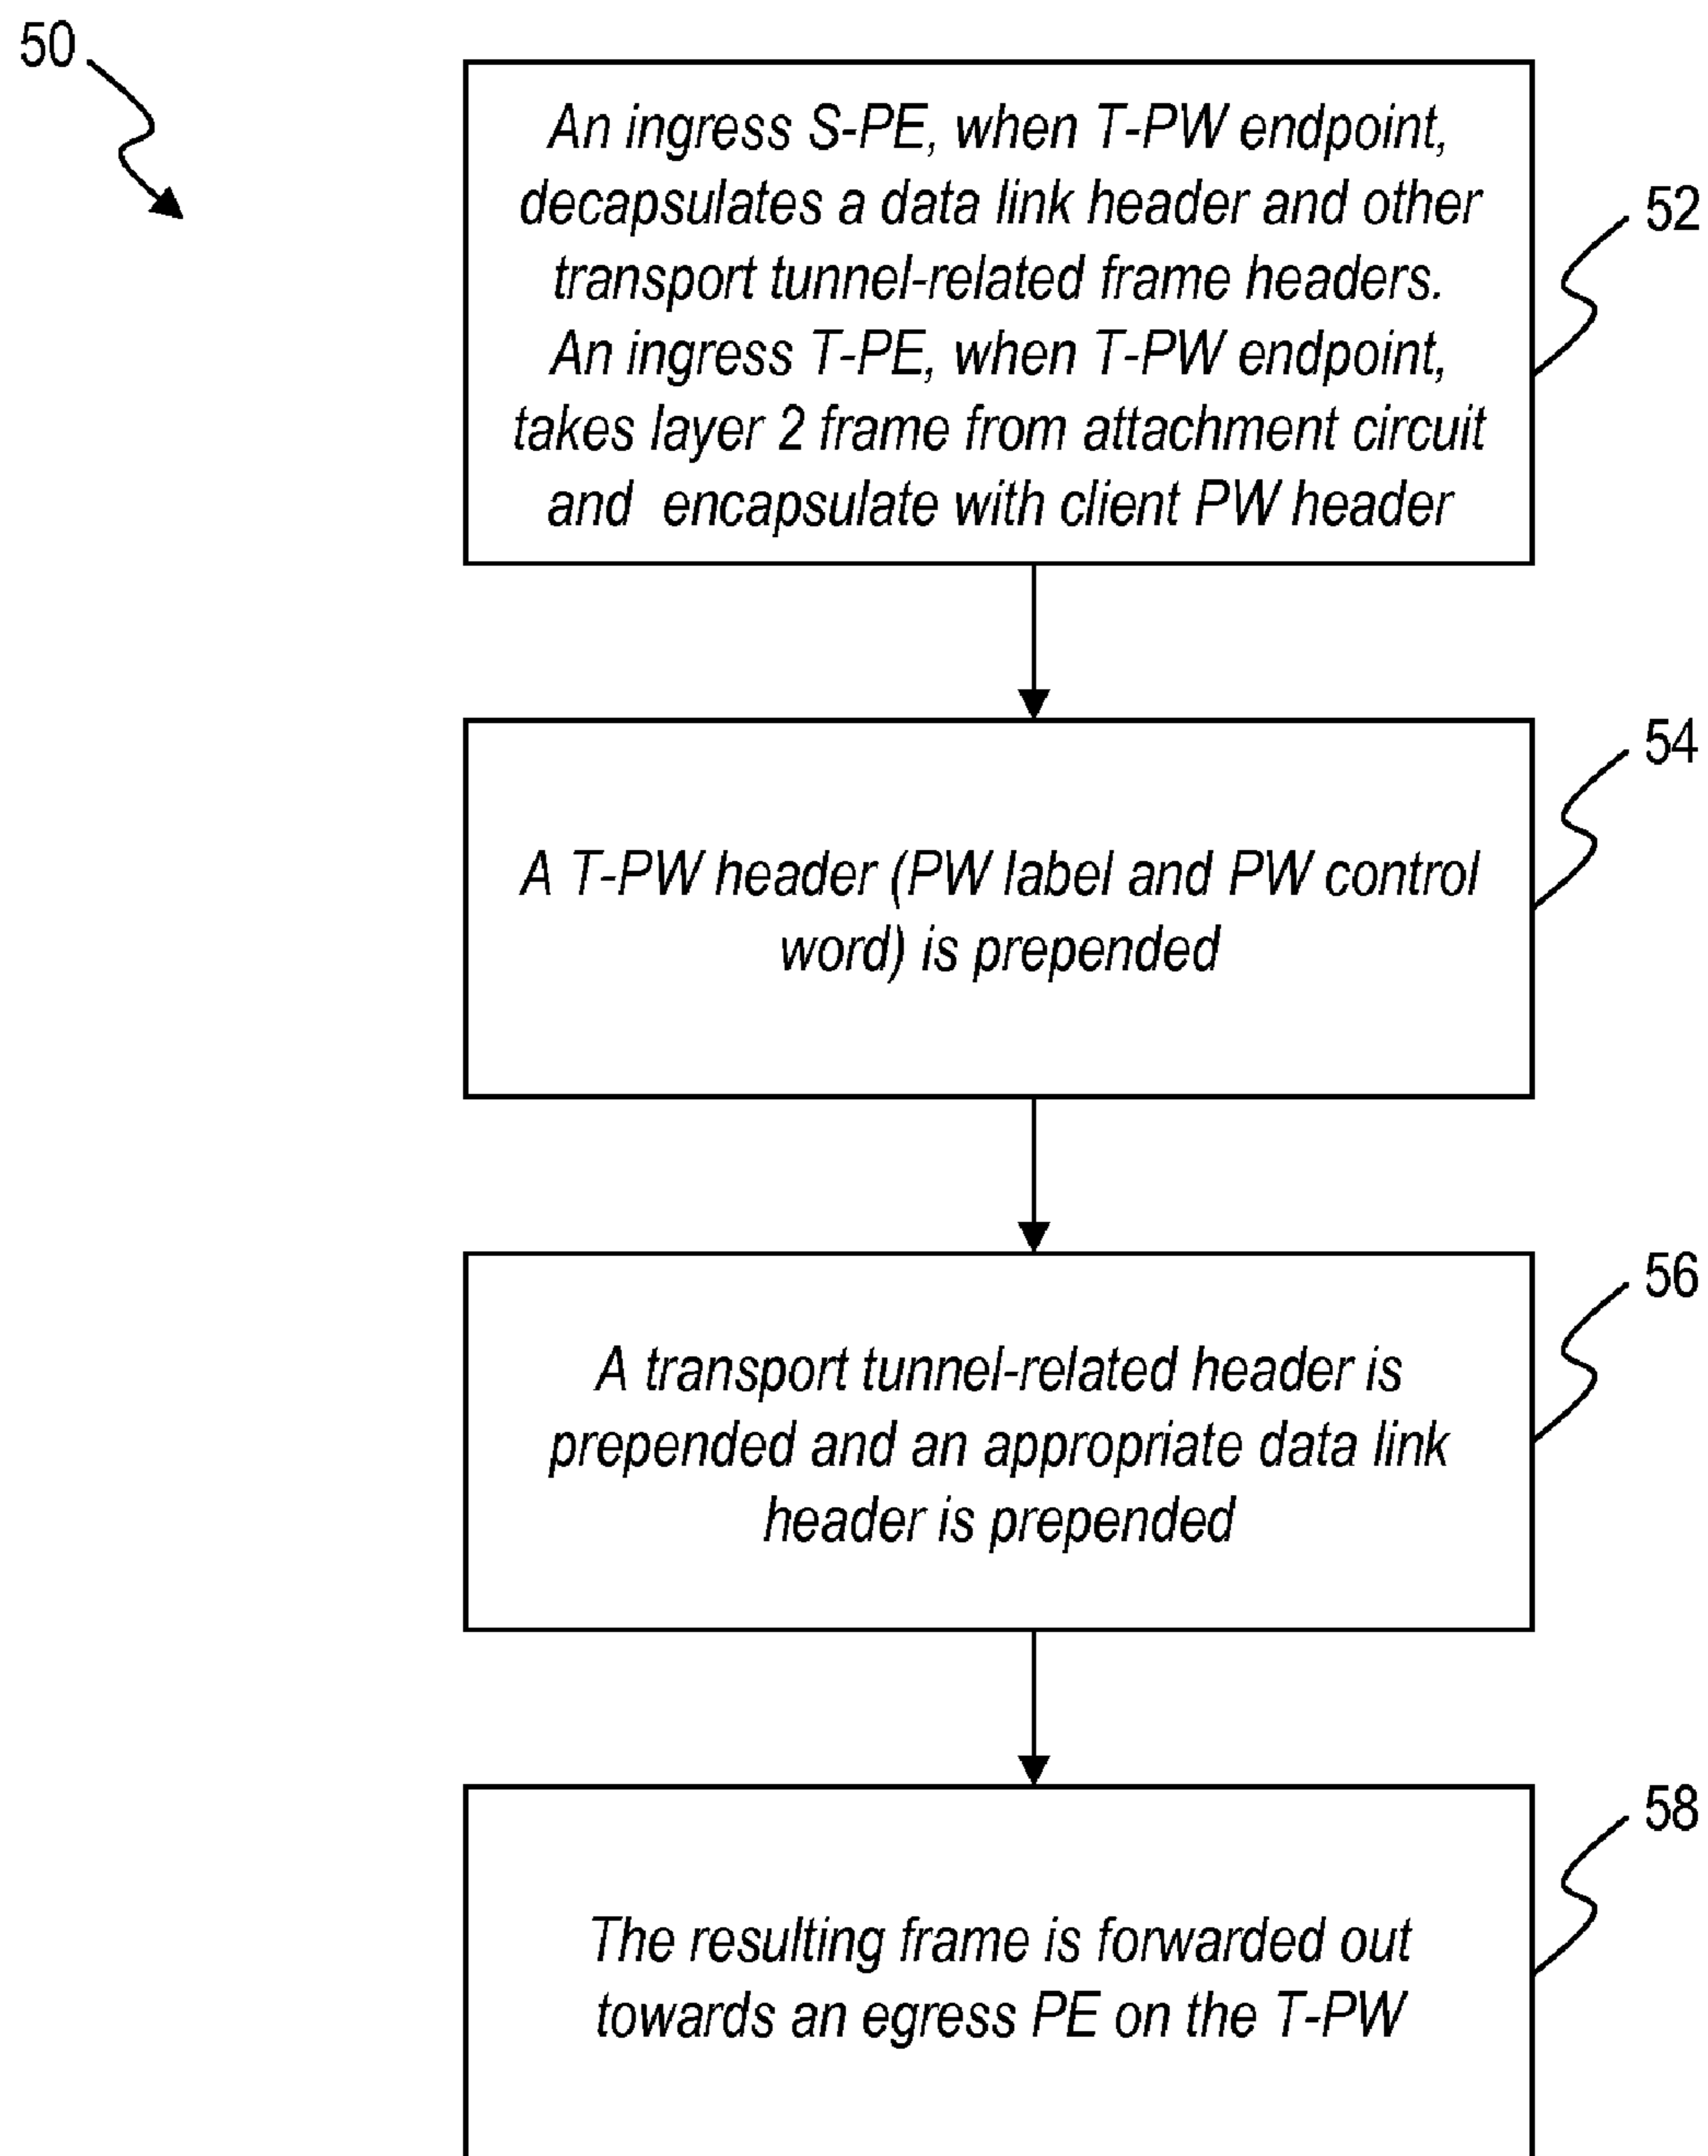 50
An ingress S-PE, when T-PW endpoint,
decapsulates a data link header and other
transport tunnel-related frame headers.
An ingress T-PE, when T-PW endpoint,
takes layer 2 frame from attachment circuit
and encapsulate with client PW header
52
A T-PW header (PW label and PW control
word) is prepended
54
A transport tunnel-related header is
prepended and an appropriate data link
header is prepended
56
The resulting frame is forwarded out
towards an egress PE on the T-PW
58